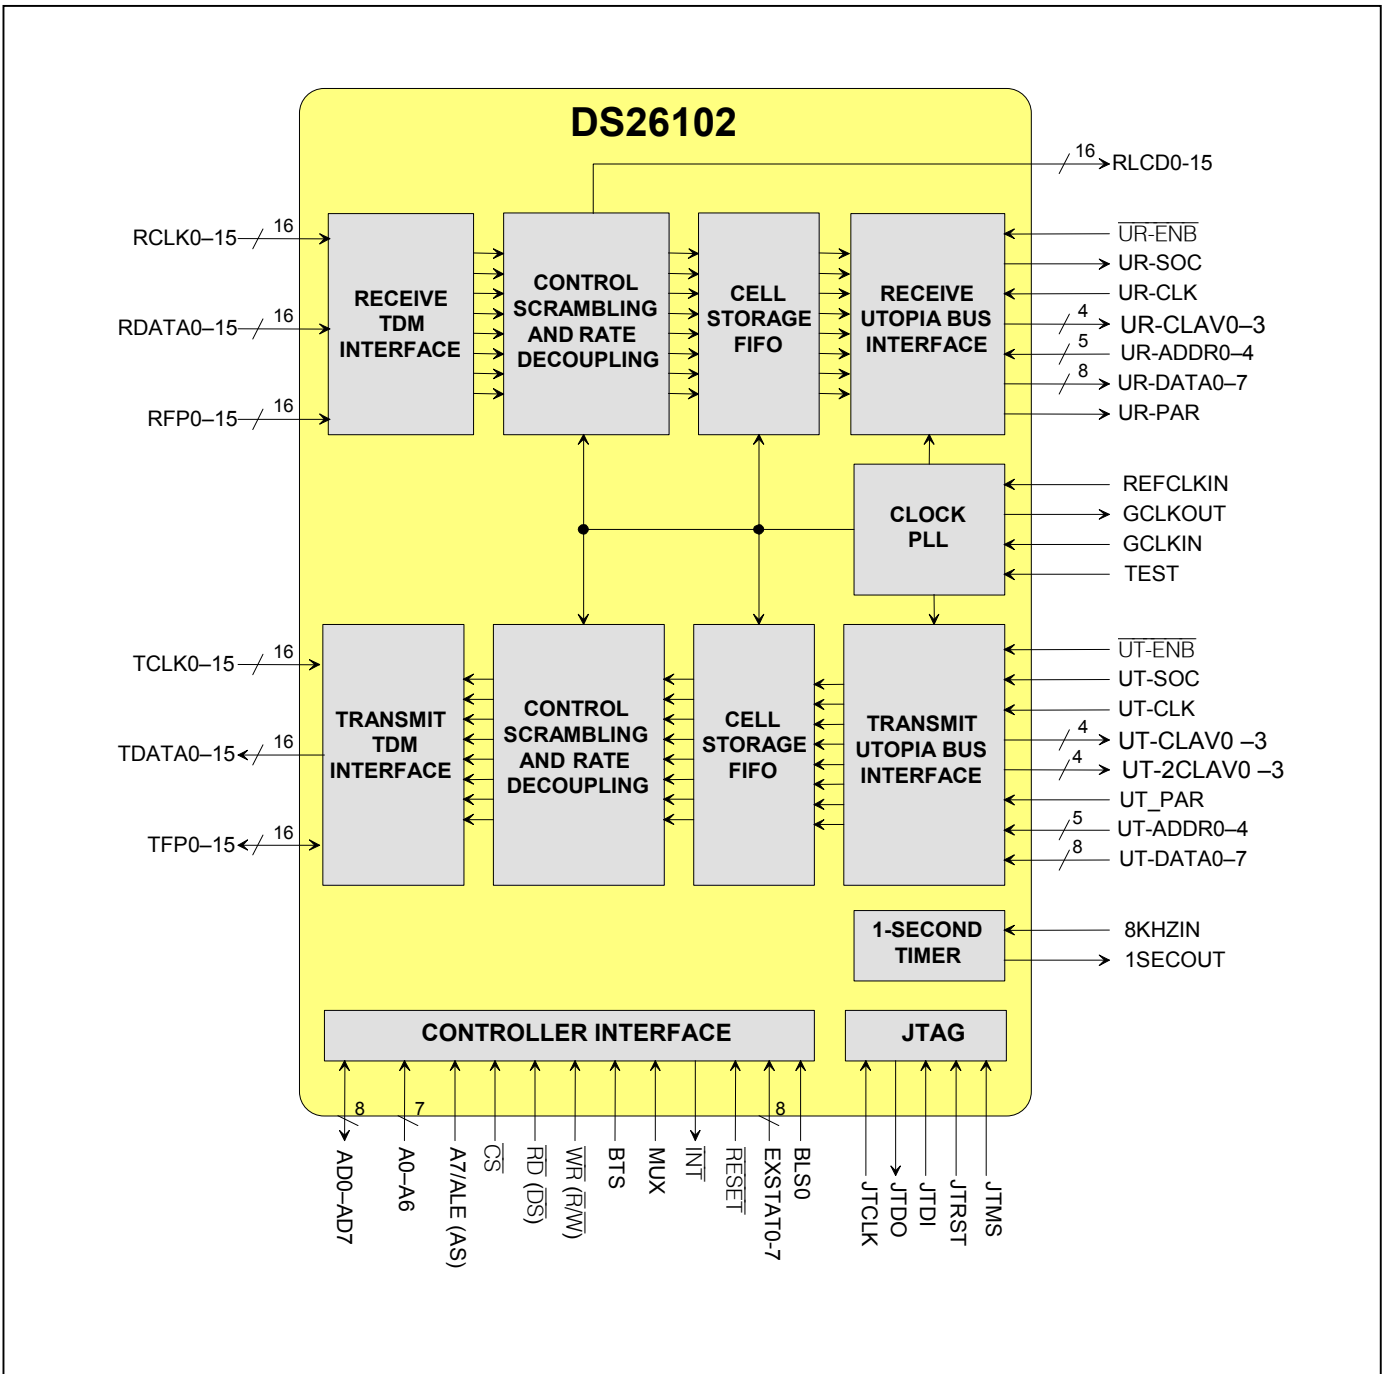 DS26102
16
RLCD0-15
RCLK0–15
16
RDATA0–15
16
RFP0–15
16
RECEIVE
TDM
INTERFACE
CONTROL
SCRAMBLING
AND RATE
DECOUPLING
CELL
STORAGE
FIFO
RECEIVE
UTOPIA BUS
INTERFACE
UR-ENB
UR-SOC
UR-CLK
4
UR-CLAV0–3
5
UR-ADDR0–4
8
UR-DATA0–7
UR-PAR
CLOCK
PLL
REFCLKIN
GCLKOUT
GCLKIN
TEST
TCLK0–15
16
TDATA0–15
16
TFP0–15
16
TRANSMIT
TDM
INTERFACE
CONTROL
SCRAMBLING
AND RATE
DECOUPLING
CELL
STORAGE
FIFO
TRANSMIT
UTOPIA BUS
INTERFACE
UT-ENB
UT-SOC
UT-CLK
4
UT-CLAV0 –3
4
UT-2CLAV0 –3
UT_PAR
5
UT-ADDR0–4
8
UT-DATA0–7
1-SECOND
TIMER
8KHZIN
1SECOUT
CONTROLLER INTERFACE
8
AD0–AD7
7
A0–A6
A7/ALE (AS)
CS
RD (DS)
WR (R/W)
BTS
MUX
INT
RESET
8
EXSTAT0-7
BLS0
JTAG
JTCLK
JTDO
JTDI
JTRST
JTMS